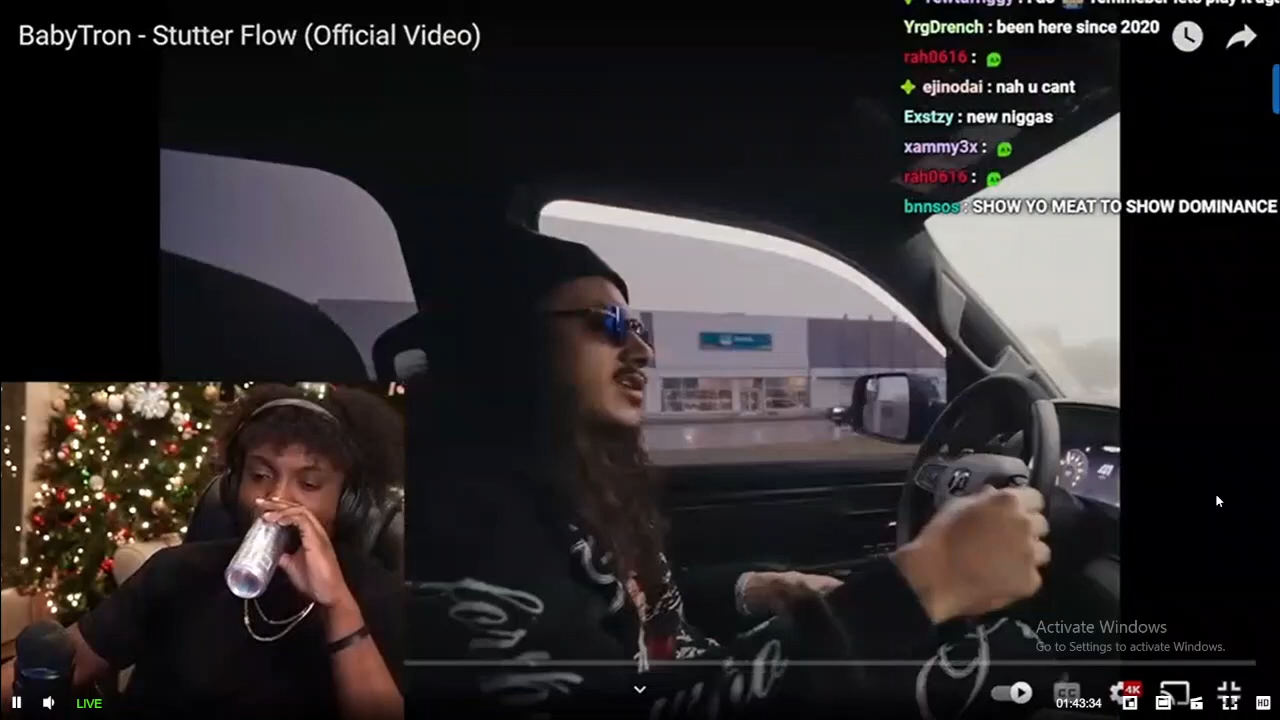 BabyTron - Stutter Flow (Official Video)
YrgDrench : been here since 2020
rah0616 :
ejinodai : nah u cant
Exstzy : new niggas
xammy3x :
rah0616 :
bnnsos : SHOW YO MEAT TO SHOW DOMINANCE
Activate Windows
Go to Settings to activate Windows.
CC
4K
LIVE
01:43:34
HD